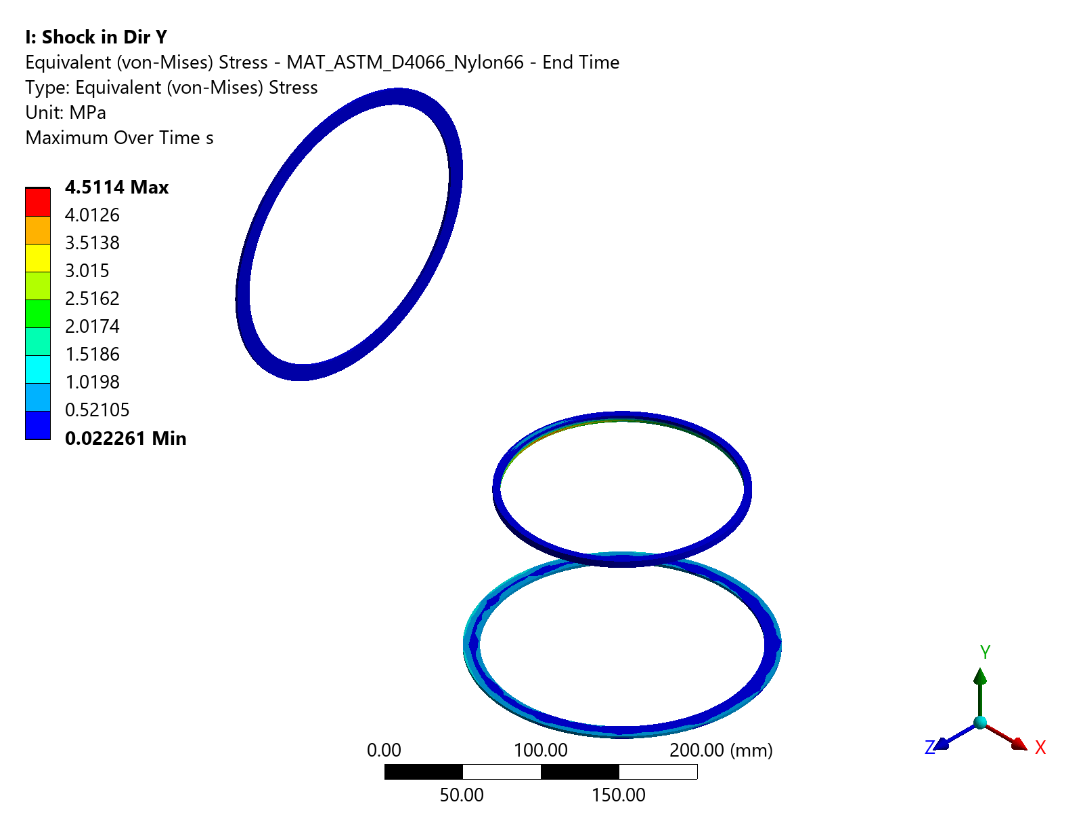 I: Shock in Dir Y
Equivalent (von-Mises) Stress - MAT_ASTM_D4066_Nylon66 - End Time
Type: Equivalent (von-Mises) Stress
Unit: MPa
Maximum Over Time s
4.5114 Max
4.0126
3.5138
3.015
2.5162
2.0174
1.5186
1.0198
0.52105
0.022261 Min
Y
Z
X
0.00 100.00 200.00 (mm)
50.00 150.00